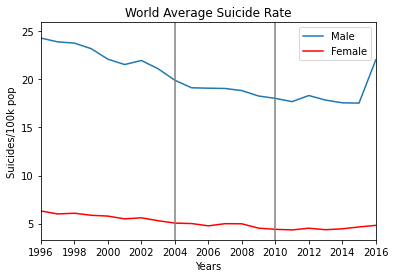 World Average Suicide Rate
Male
Female
Suicides/100k pop
25
20
15
10
5
1996 1998 2000 2002 2004 2006 2008 2010 2012 2014 2016
Years